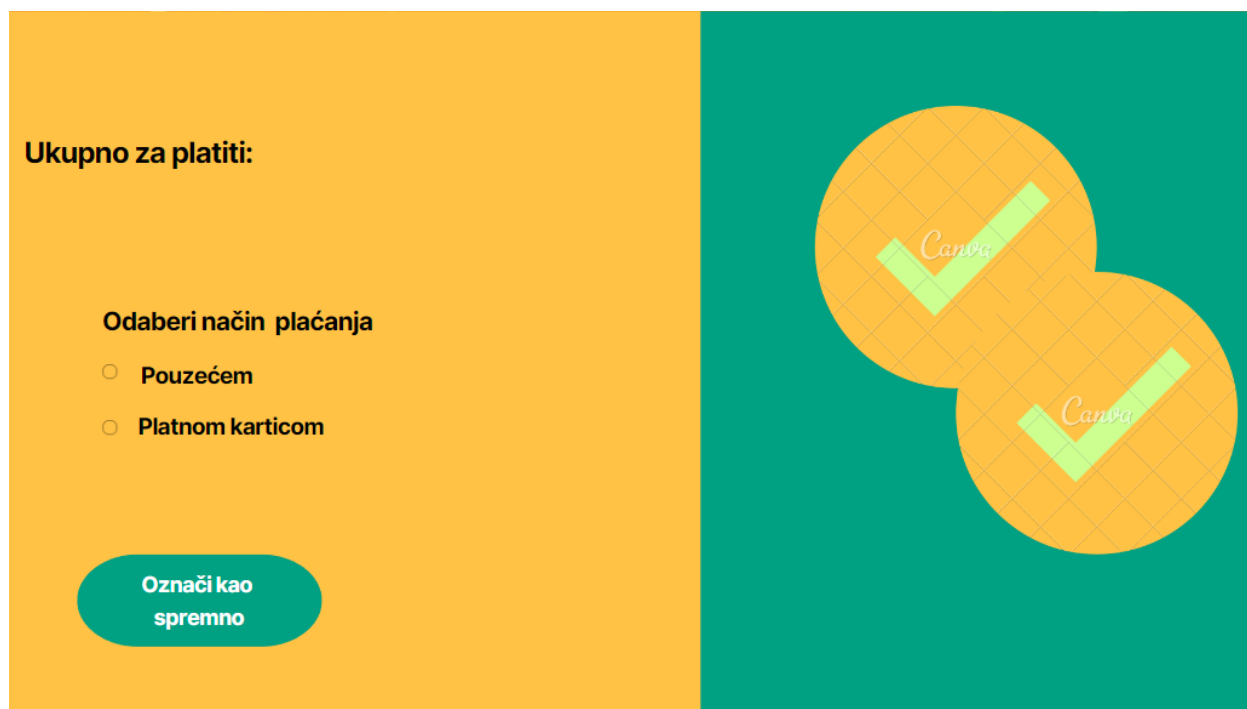 Ukupno za platiti:
Odaberi način plaćanja
Pouzećem
Platnom karticom
Označi kao
spremno
Canva
Canva